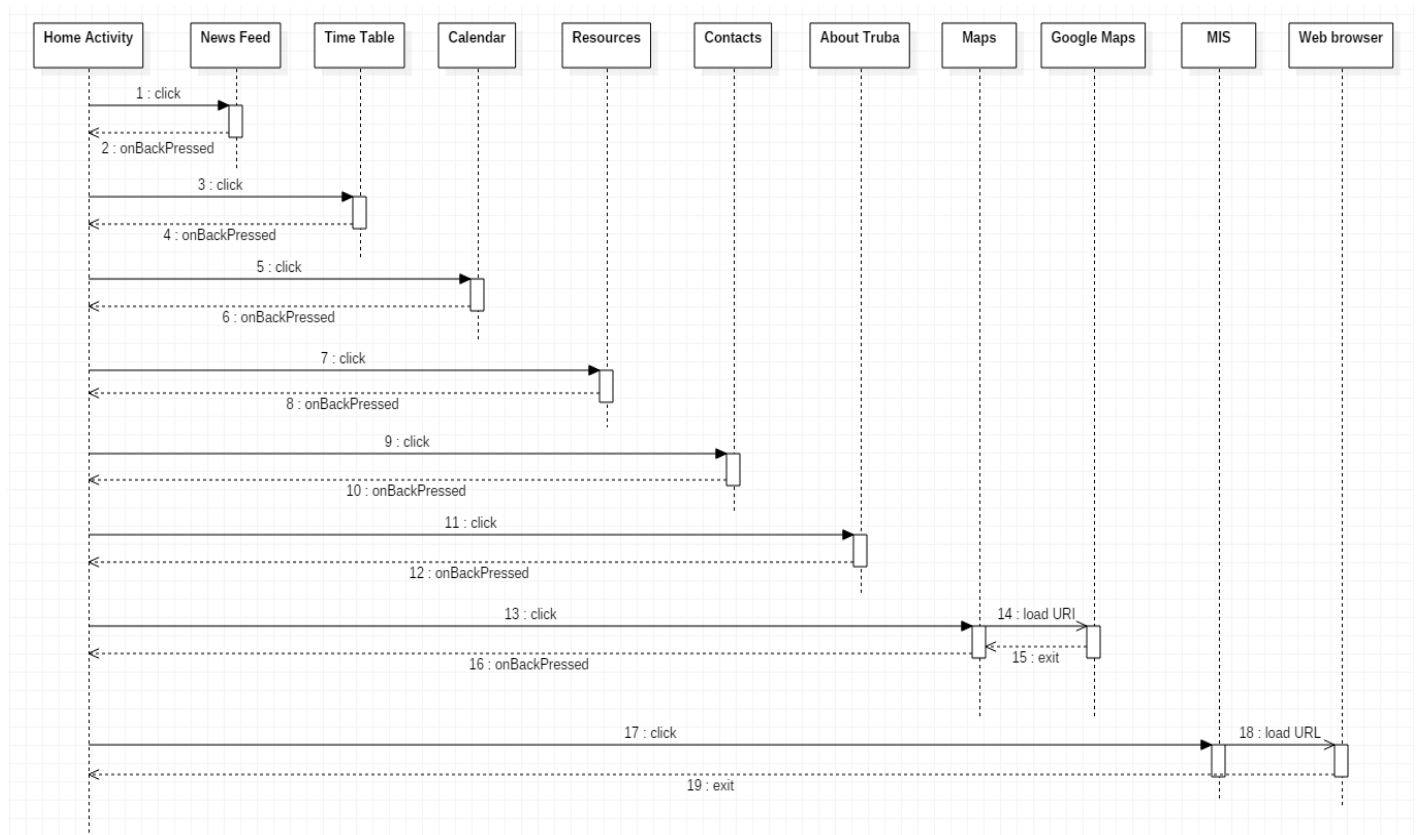 Home Activity
News Feed
Time Table
Calendar
Resources
Contacts
About Truba
Maps
Google Maps
MIS
Web browser
1 : click
2 : onBackPressed
3 : click
4 : onBackPressed
5 : click
6 : onBackPressed
7 : click
8 : onBackPressed
9 : click
10 : onBackPressed
11 : click
12 : onBackPressed
13 : click
14 : load URI
15 : exit
16 : onBackPressed
17 : click
18 : load URL
19 : exit